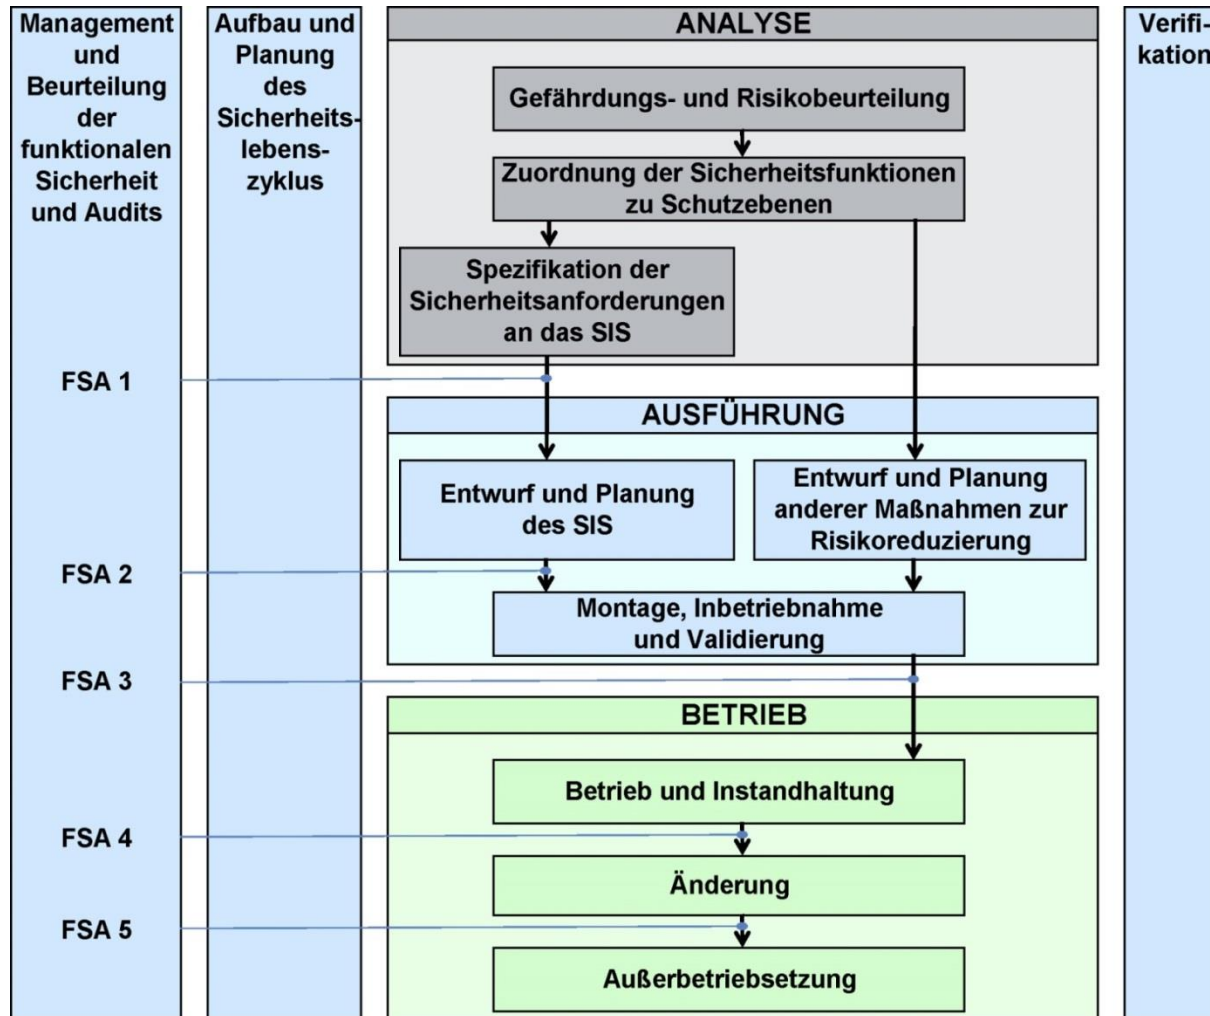 Management
und
Beurteilung
der
funktionalen
Sicherheit
und Audits
FSA 1
FSA 2
FSA 3
FSA 4
FSA 5
Aufbau und
Planung
des
Sicherheits-
lebens-
zyklus
ANALYSE
Gefährdungs- und Risikobeurteilung
Zuordnung der Sicherheitsfunktionen
zu Schutzebenen
Spezifikation der
Sicherheitsanforderungen
an das SIS
AUSFÜHRUNG
Entwurf und Planung
des SIS
Entwurf und Planung
anderer Maßnahmen zur
Risikoreduzierung
Montage, Inbetriebnahme
und Validierung
BETRIEB
Betrieb und Instandhaltung
Änderung
Außerbetriebsetzung
Verifi-
kation